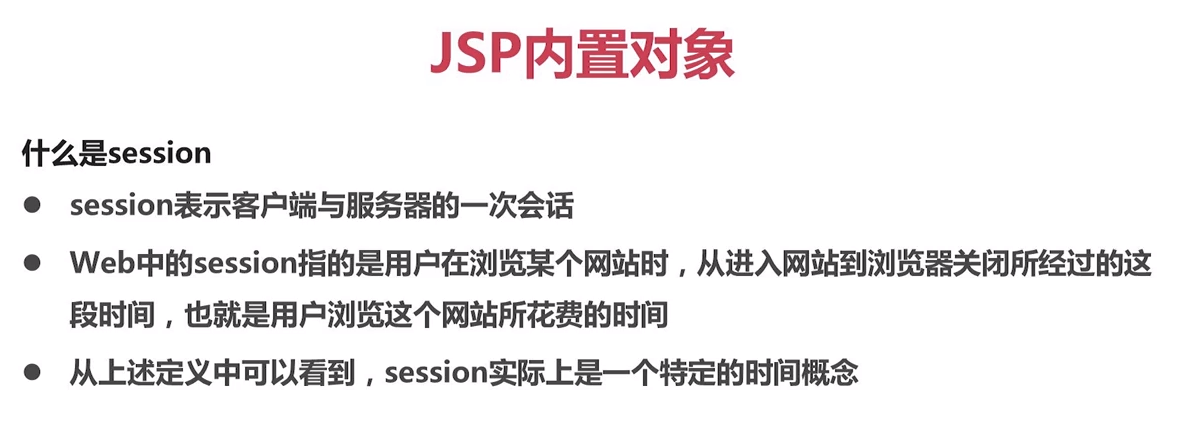 JSP内置对象
什么是session
● session表示客户端与服务器的一次会话
● Web中的session指的是用户在浏览某个网站时，从进入网站到浏览器关闭所经过的这
段时间，也就是用户浏览这个网站所花费的时间
● 从上述定义中可以看到，session实际上是一个特定的时间概念